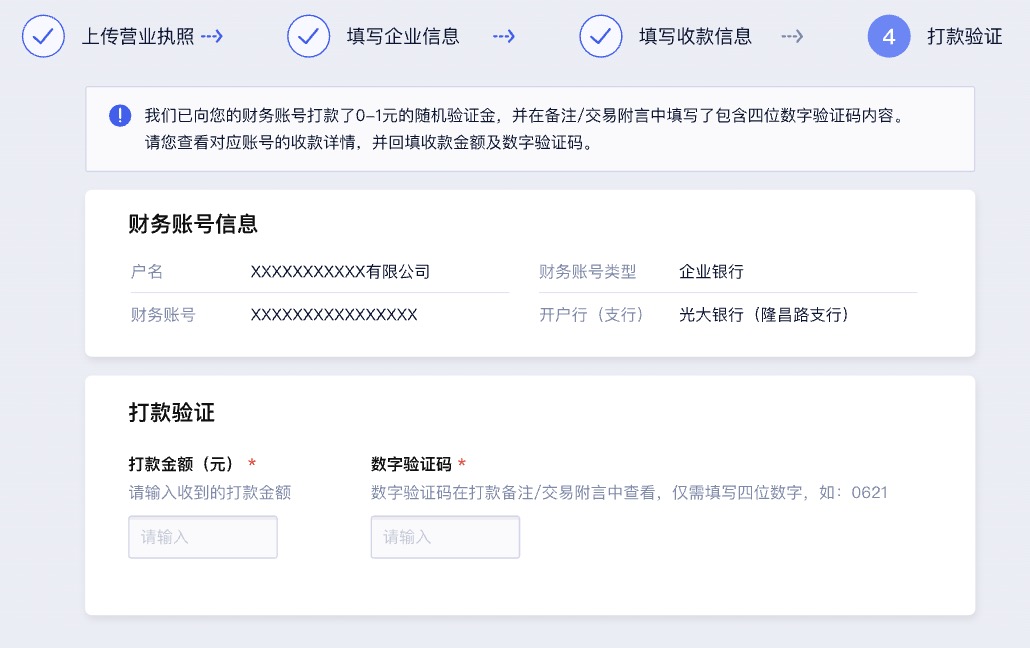 上传营业执照 填写企业信息 填写收款信息 4 打款验证
我们已向您的财务账号打款了0-1元的随机验证金，并在备注/交易附言中填写了包含四位数字验证码内容。
请您查看对应账号的收款详情，并回填收款金额及数字验证码。
财务账号信息
户名 XXXXXXXXXXX有限公司 财务账号类型 企业银行
财务账号 XXXXXXXXXXXXXXXX 开户行（支行） 光大银行（隆昌路支行）
打款验证
打款金额（元） * 数字验证码 *
请输入收到的打款金额 数字验证码在打款备注/交易附言中查看，仅需填写四位数字，如：0621
请输入 请输入